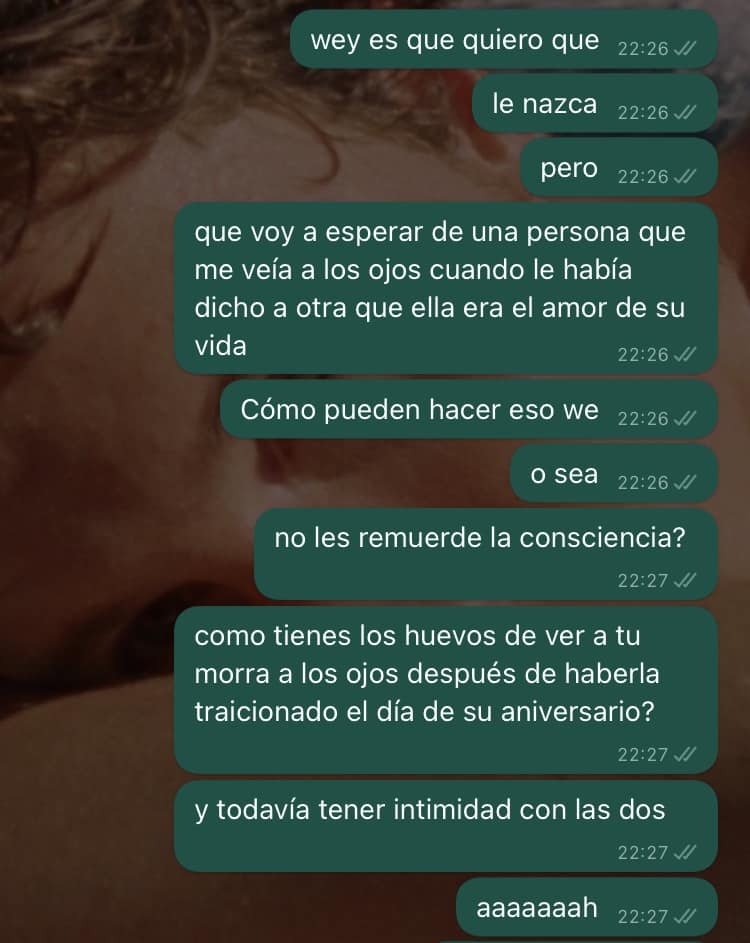 wey es que quiero que 22:26
le nazca 22:26
pero 22:26
que voy a esperar de una persona que
me veía a los ojos cuando le había
dicho a otra que ella era el amor de su
vida 22:26
Cómo pueden hacer eso we 22:26
o sea 22:26
no les remuerde la consciencia?
22:27
como tienes los huevos de ver a tu
morra a los ojos después de haberla
traicionado el día de su aniversario?
22:27
y todavía tener intimidad con las dos
22:27
aaaaaaah 22:27